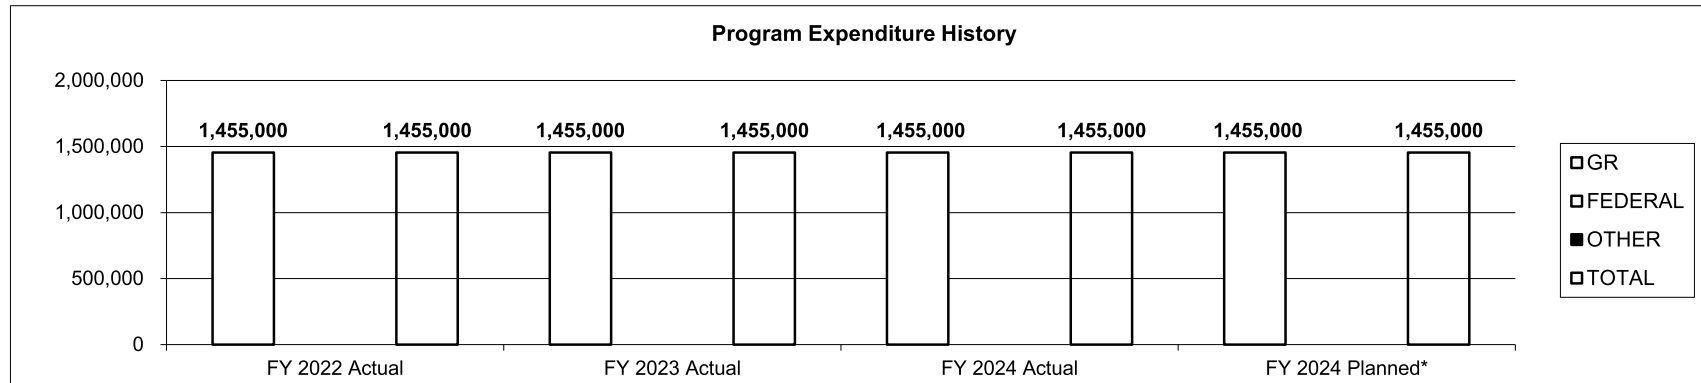 Program Expenditure History
2,000,000
1,500,000
1,000,000
500,000
0
1,455,000 1,455,000 1,455,000 1,455,000 1,455,000 1,455,000 1,455,000 1,455,000
FY 2022 Actual FY 2023 Actual FY 2024 Actual FY 2024 Planned*
GR
FEDERAL
OTHER
TOTAL